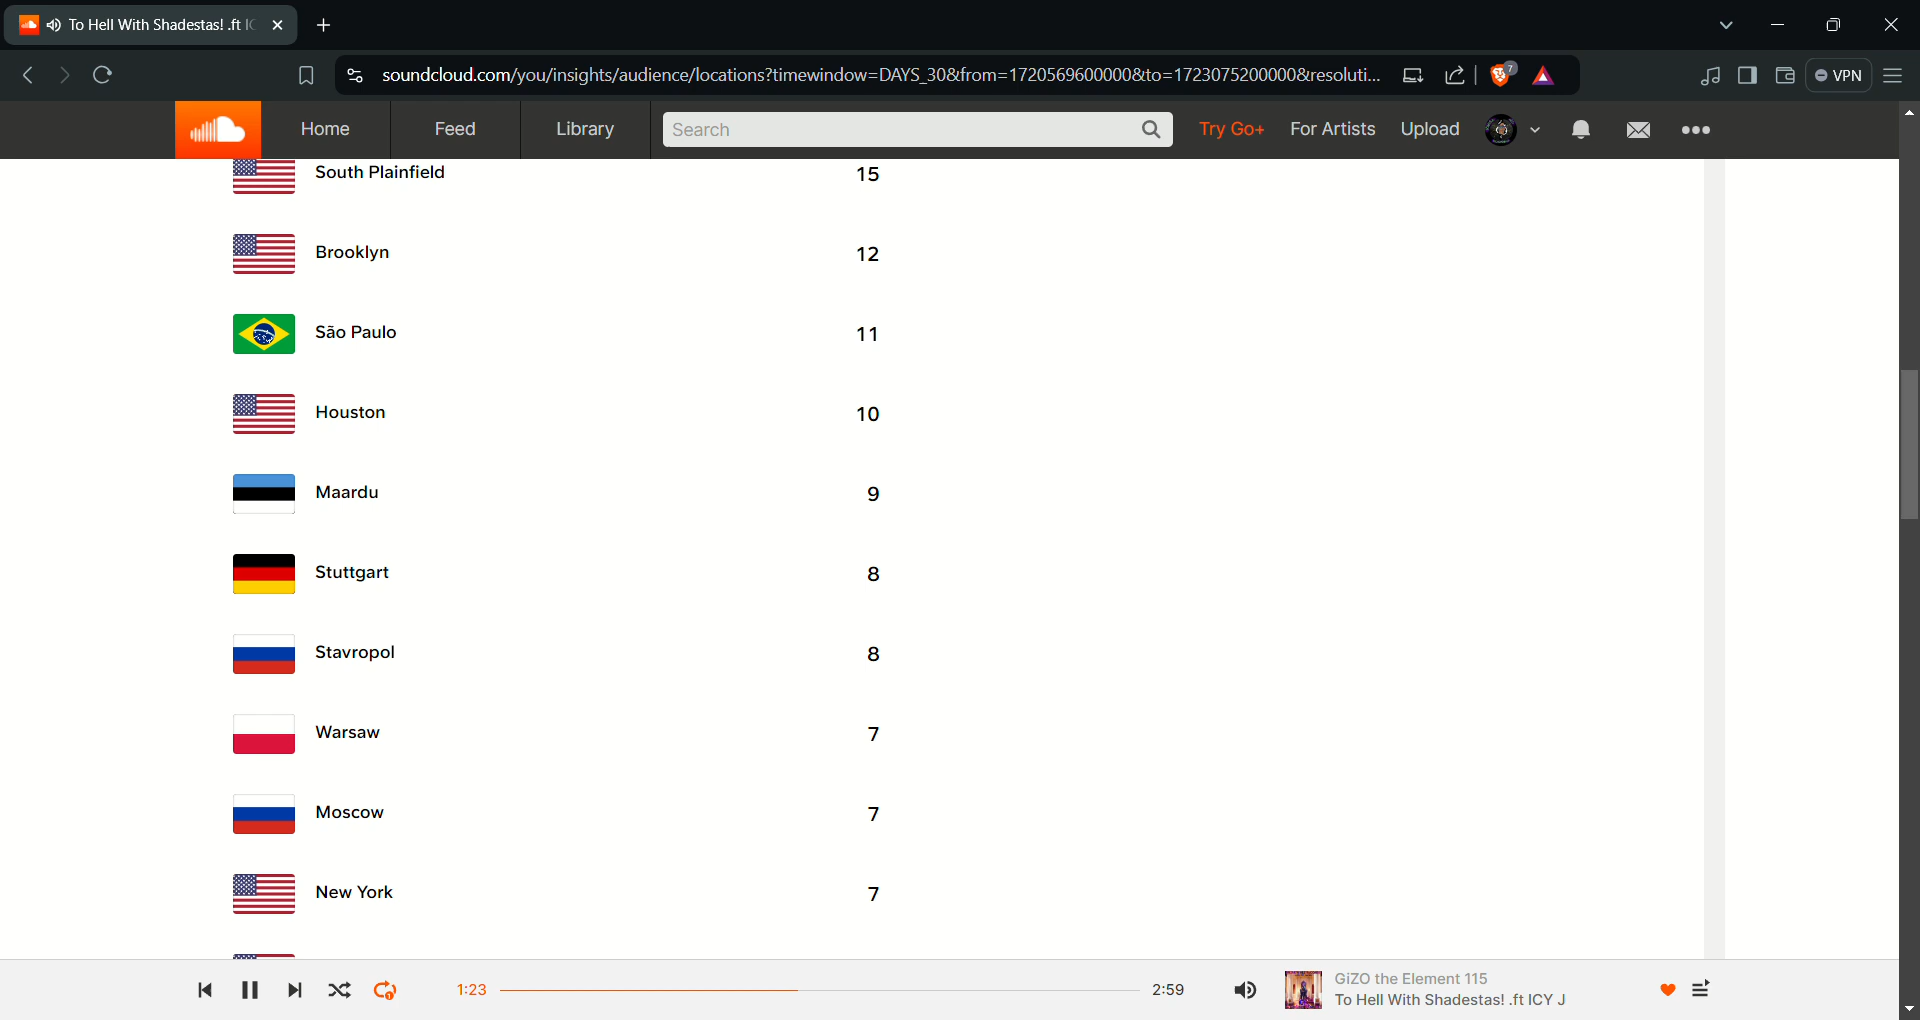 To Hell With Shadestas! .ft IC
soundcloud.com/you/insights/audience/locations?timewindow=DAYS_30&from=1720569600000&to=1723075200000&resoluti...
7
VPN
Home
Feed
Library
Search
Try Go+
For Artists
Upload
South Plainfield 15
Brooklyn 12
São Paulo 11
Houston 10
Maardu 9
Stuttgart 8
Stavropol 8
Warsaw 7
Moscow 7
New York 7
1
1:23
2:59
GiZO the Element 115
To Hell With Shadestas! .ft ICY J